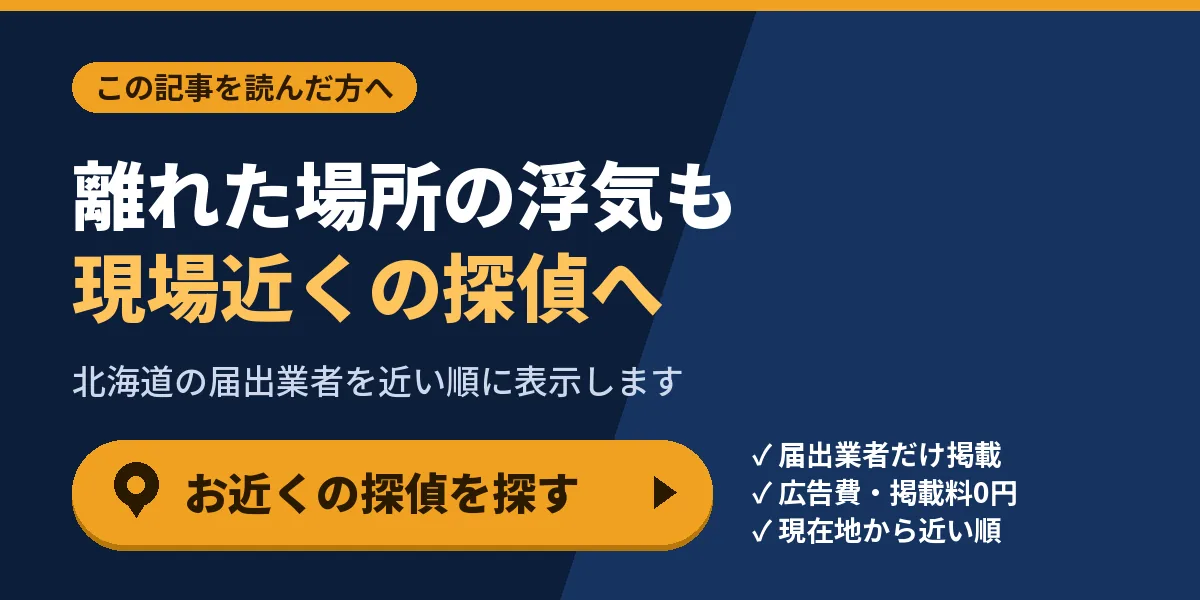 この記事を読んだ方へ
離れた場所の浮気も
現場近くの探偵へ
北海道の届出業者を近い順に表示します
お近くの探偵を探す
✓ 届出業者だけ掲載
✓ 広告費・掲載料0円
✓ 現在地から近い順